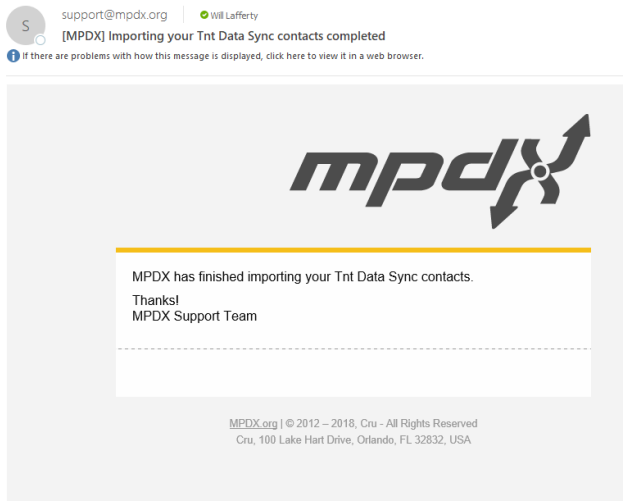 S
support@mpdx.org
Will Lafferty
[MPDX] Importing your Tnt Data Sync contacts completed
If there are problems with how this message is displayed, click here to view it in a web browser.
mpdx
MPDX has finished importing your Tnt Data Sync contacts.
Thanks!
MPDX Support Team
MPDX.org | © 2012 – 2018, Cru - All Rights Reserved
Cru, 100 Lake Hart Drive, Orlando, FL 32832, USA